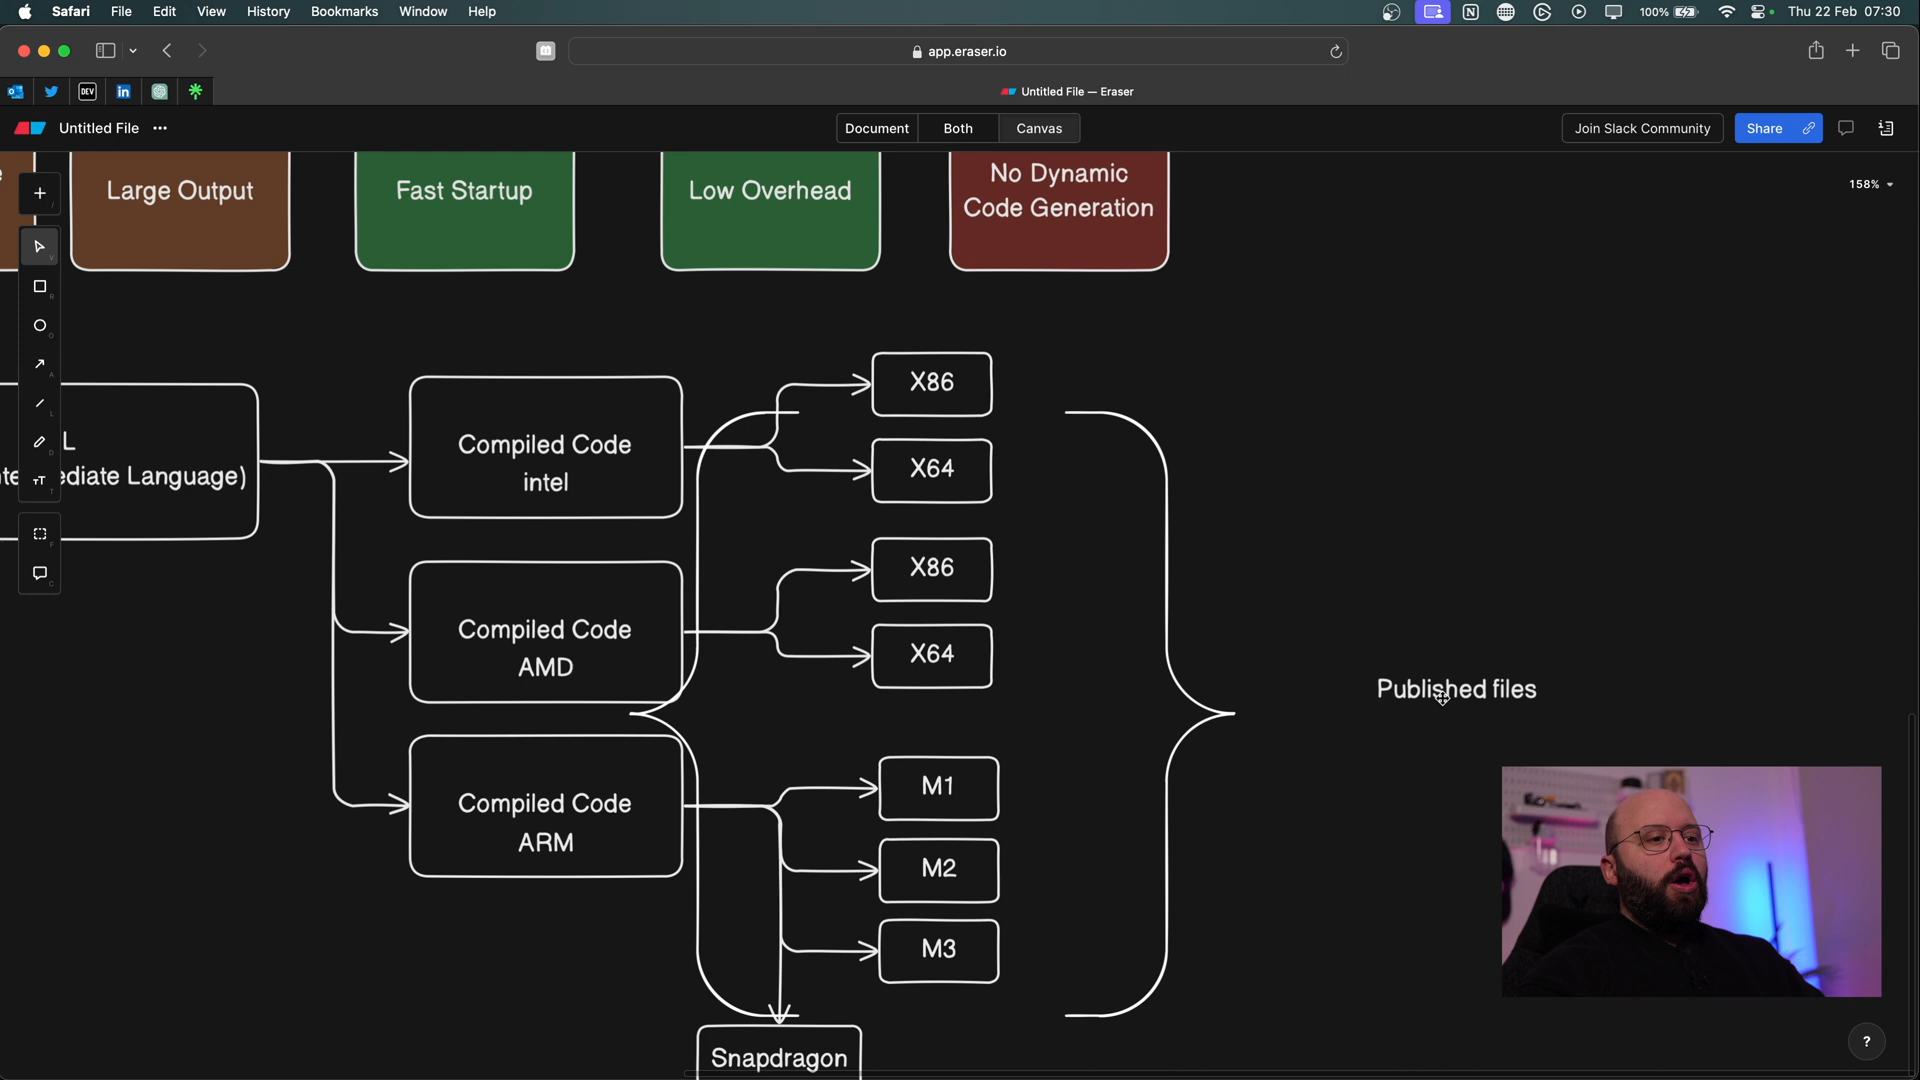 Safari File Edit View History Bookmarks Window Help
100% Thu 22 Feb 07:30
app.eraser.io
DEV
Untitled File — Eraser
Untitled File
Document Both Canvas
Join Slack Community Share
158%
Large Output
Fast Startup
Low Overhead
No Dynamic
Code Generation
X86
X64
Compiled Code
intel
L
ediate Language)
X86
X64
Compiled Code
AMD
Published files
M1
M2
M3
Compiled Code
ARM
Snapdragon
?